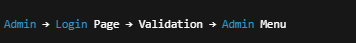 Admin → Login Page → Validation → Admin Menu